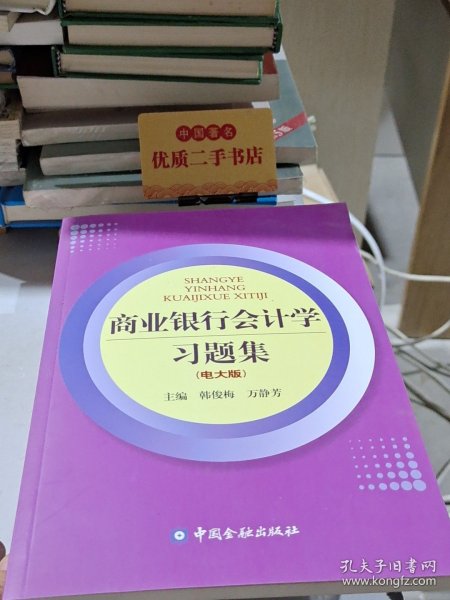 中国著名
优质二手书店
SHANGYE
YINHANG
KUAIJIXUE XITIJI
商业银行会计学
习题集
(电大版)
主编 韩俊梅 万静芳
中国金融出版社
孔夫子旧书网
www.kongfz.com